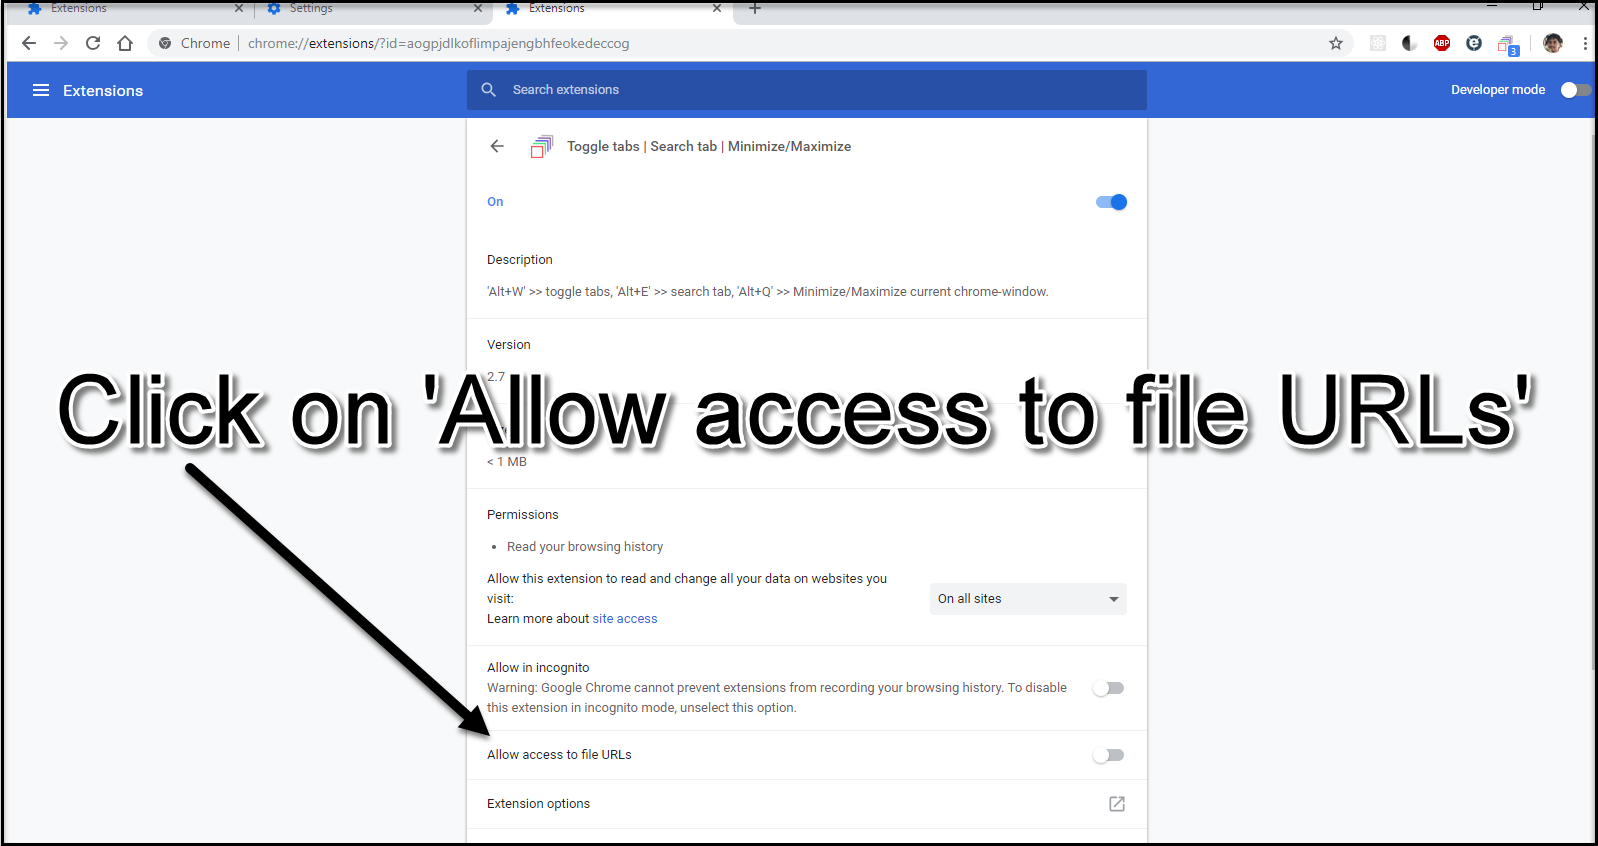 Extensions
Settings
Extensions
Chrome
chrome://extensions/?id=aogpjdlkoflimpajengbhfeokedeccog
ABP
3
Extensions
Search extensions
Developer mode
Toggle tabs | Search tab | Minimize/Maximize
On
Description
'Alt+W' >> toggle tabs, 'Alt+E' >> search tab, 'Alt+Q' >> Minimize/Maximize current chrome-window.
Version
2.7
Click on 'Allow access to file URLs'
< 1 MB
Permissions
• Read your browsing history
Allow this extension to read and change all your data on websites you
visit:
On all sites
Learn more about site access
Allow in incognito
Warning: Google Chrome cannot prevent extensions from recording your browsing history. To disable
this extension in incognito mode, unselect this option.
Allow access to file URLs
Extension options